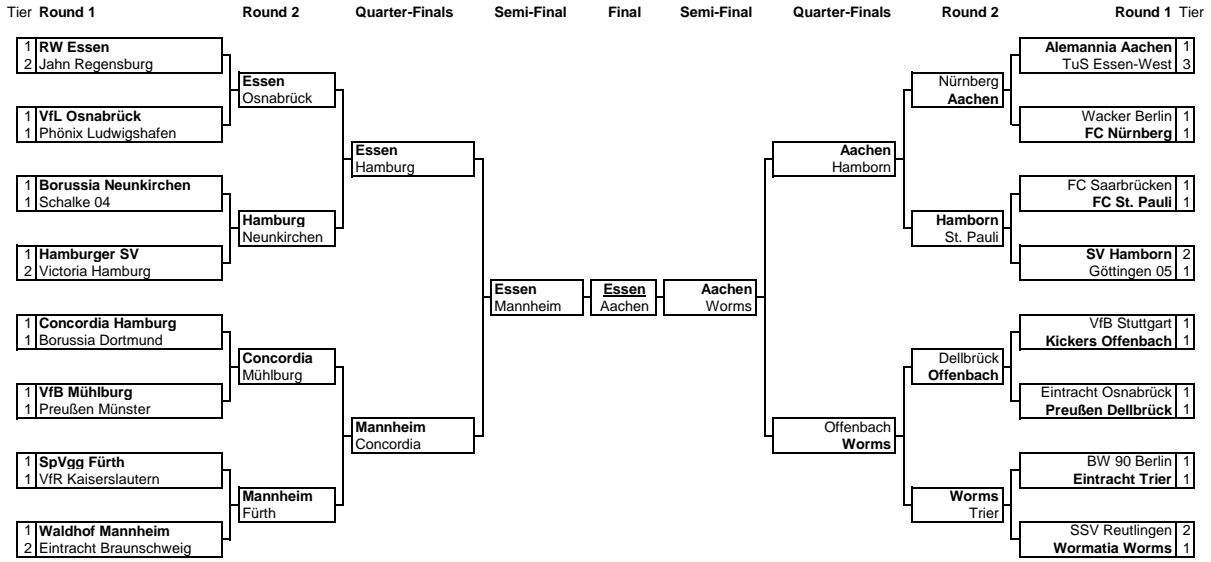 Tier Round 1 Round 2 Quarter-Finals Semi-Final Final Semi-Final Quarter-Finals Round 2 Round 1 Tier
1 RW Essen
2 Jahn Regensburg
1 VfL Osnabrück
1 Phönix Ludwigshafen
1 Borussia Neunkirchen
1 Schalke 04
1 Hamburger SV
2 Victoria Hamburg
1 Concordia Hamburg
1 Borussia Dortmund
1 VfB Mühlburg
1 Preußen Münster
1 SpVgg Fürth
1 VfR Kaiserslautern
1 Waldhof Mannheim
2 Eintracht Braunschweig
Essen
Osnabrück
Hamburg
Neunkirchen
Concordia
Mühlburg
Mannheim
Fürth
Essen
Hamburg
Mannheim
Concordia
Essen
Mannheim
Essen
Aachen
Aachen
Worms
Aachen
Hamborn
Offenbach
Worms
Nürnberg
Aachen
Hamborn
St. Pauli
Dellbrück
Offenbach
Worms
Trier
Alemannia Aachen 1
TuS Essen-West 3
Wacker Berlin 1
FC Nürnberg 1
FC Saarbrücken 1
FC St. Pauli 1
SV Hamborn 2
Göttingen 05 1
VfB Stuttgart 1
Kickers Offenbach 1
Eintracht Osnabrück 1
Preußen Dellbrück 1
BW 90 Berlin 1
Eintracht Trier 1
SSV Reutlingen 2
Wormatia Worms 1